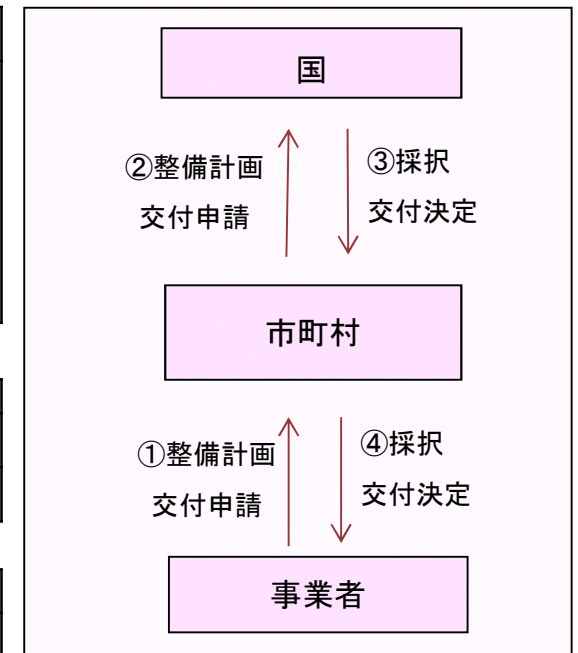 国
②整備計画
交付申請
③採択
交付決定
市町村
①整備計画
交付申請
④採択
交付決定
事業者